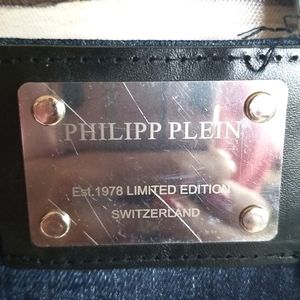 PHILIPP PLEIN
Est.1978 LIMITED EDITION
SWITZERLAND